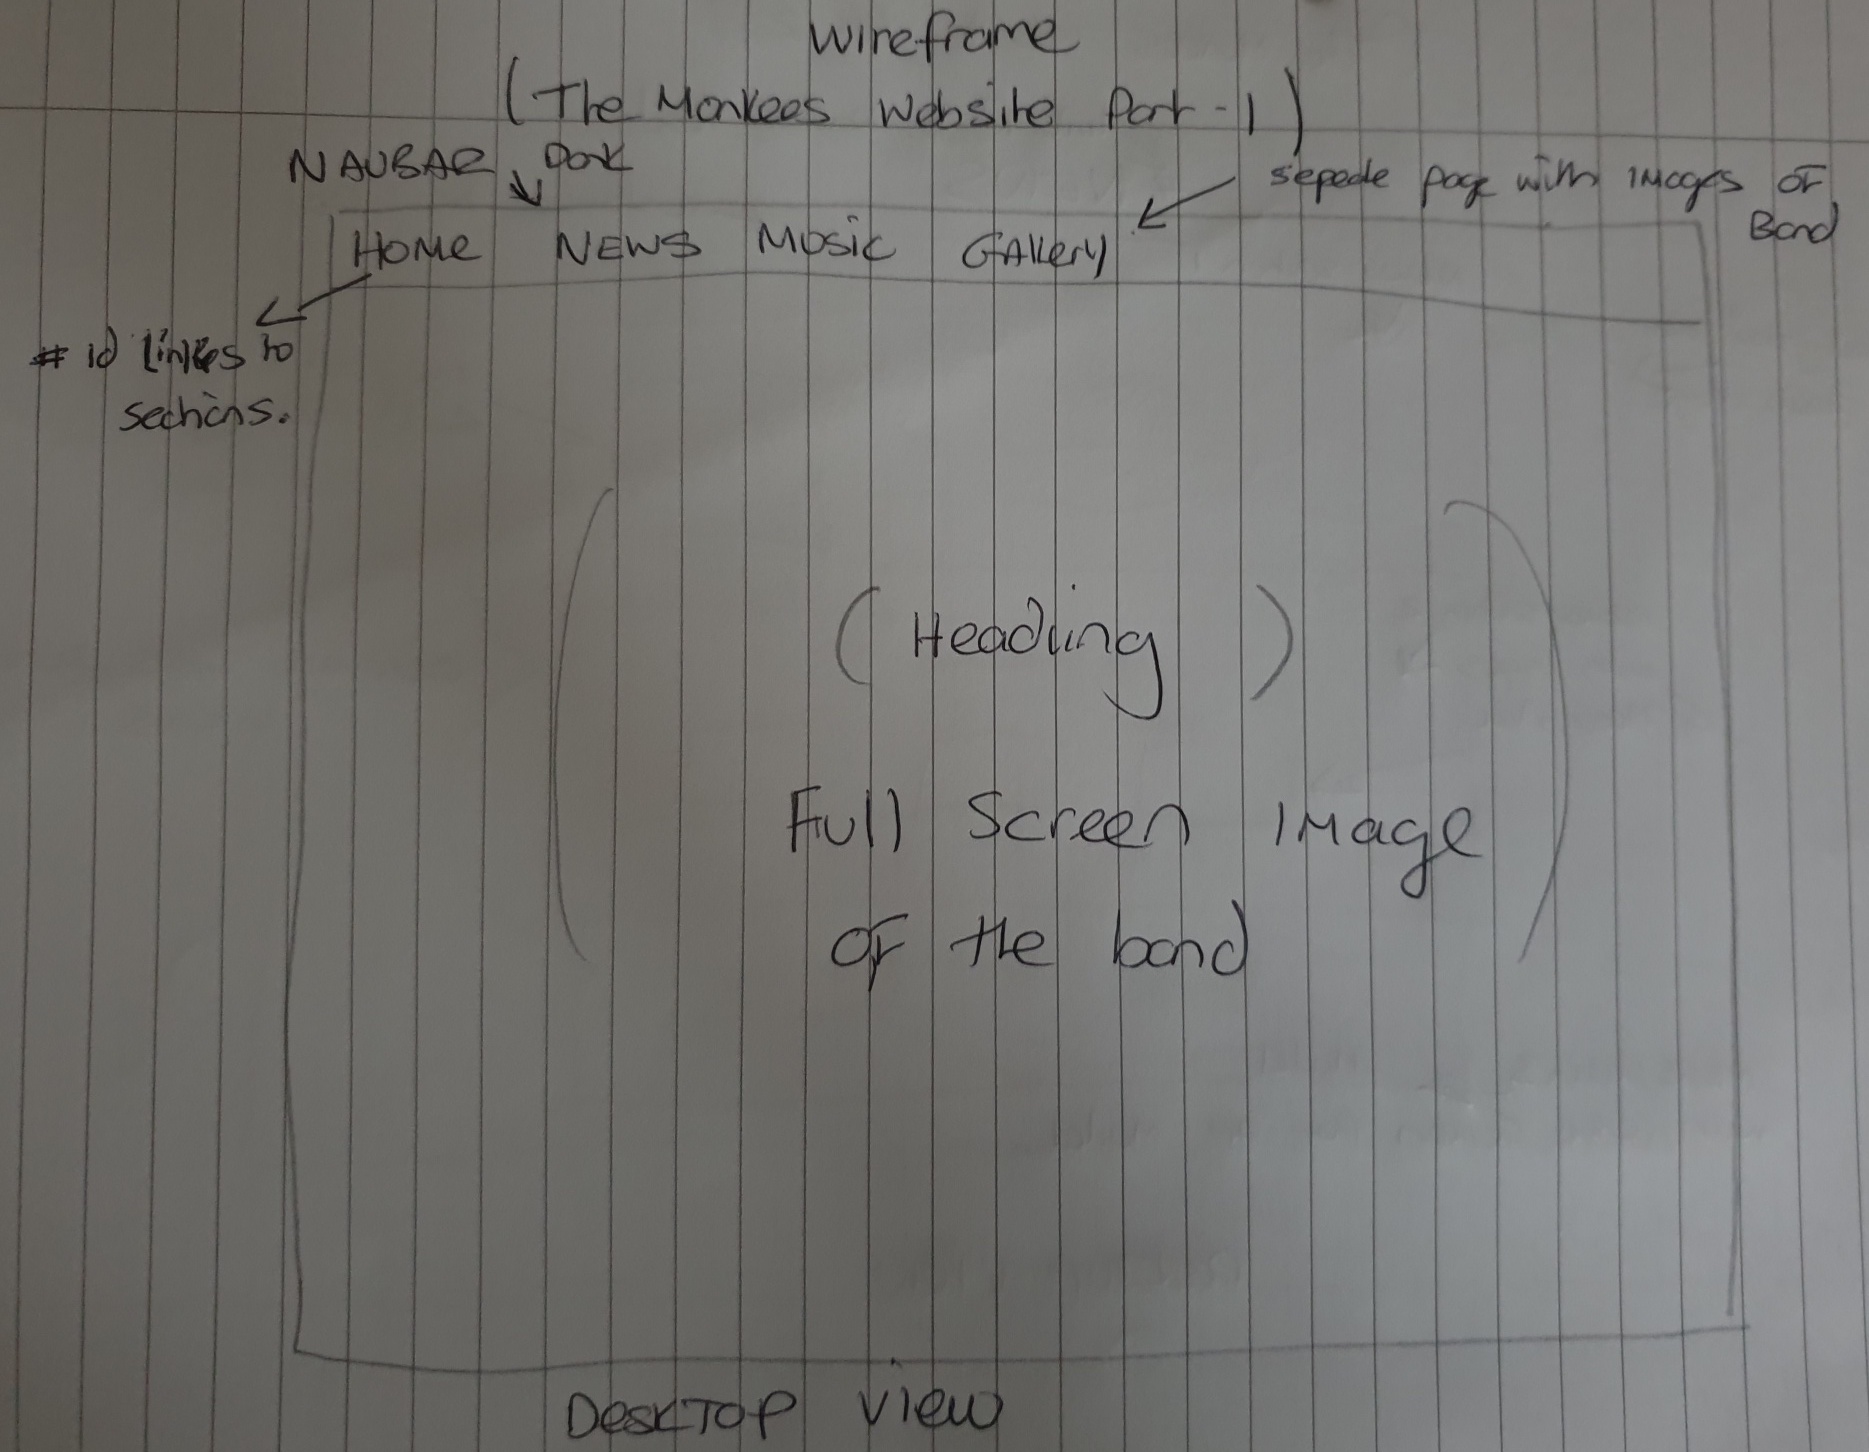 Wireframe
(The Monkees Website Part - 1)
NAVBAR Dark
sepede page with images of
Band
HOME NEWS Music Gallery
# id links to
sections.
(Heading)
Full Screen Image
of the band
Desktop View